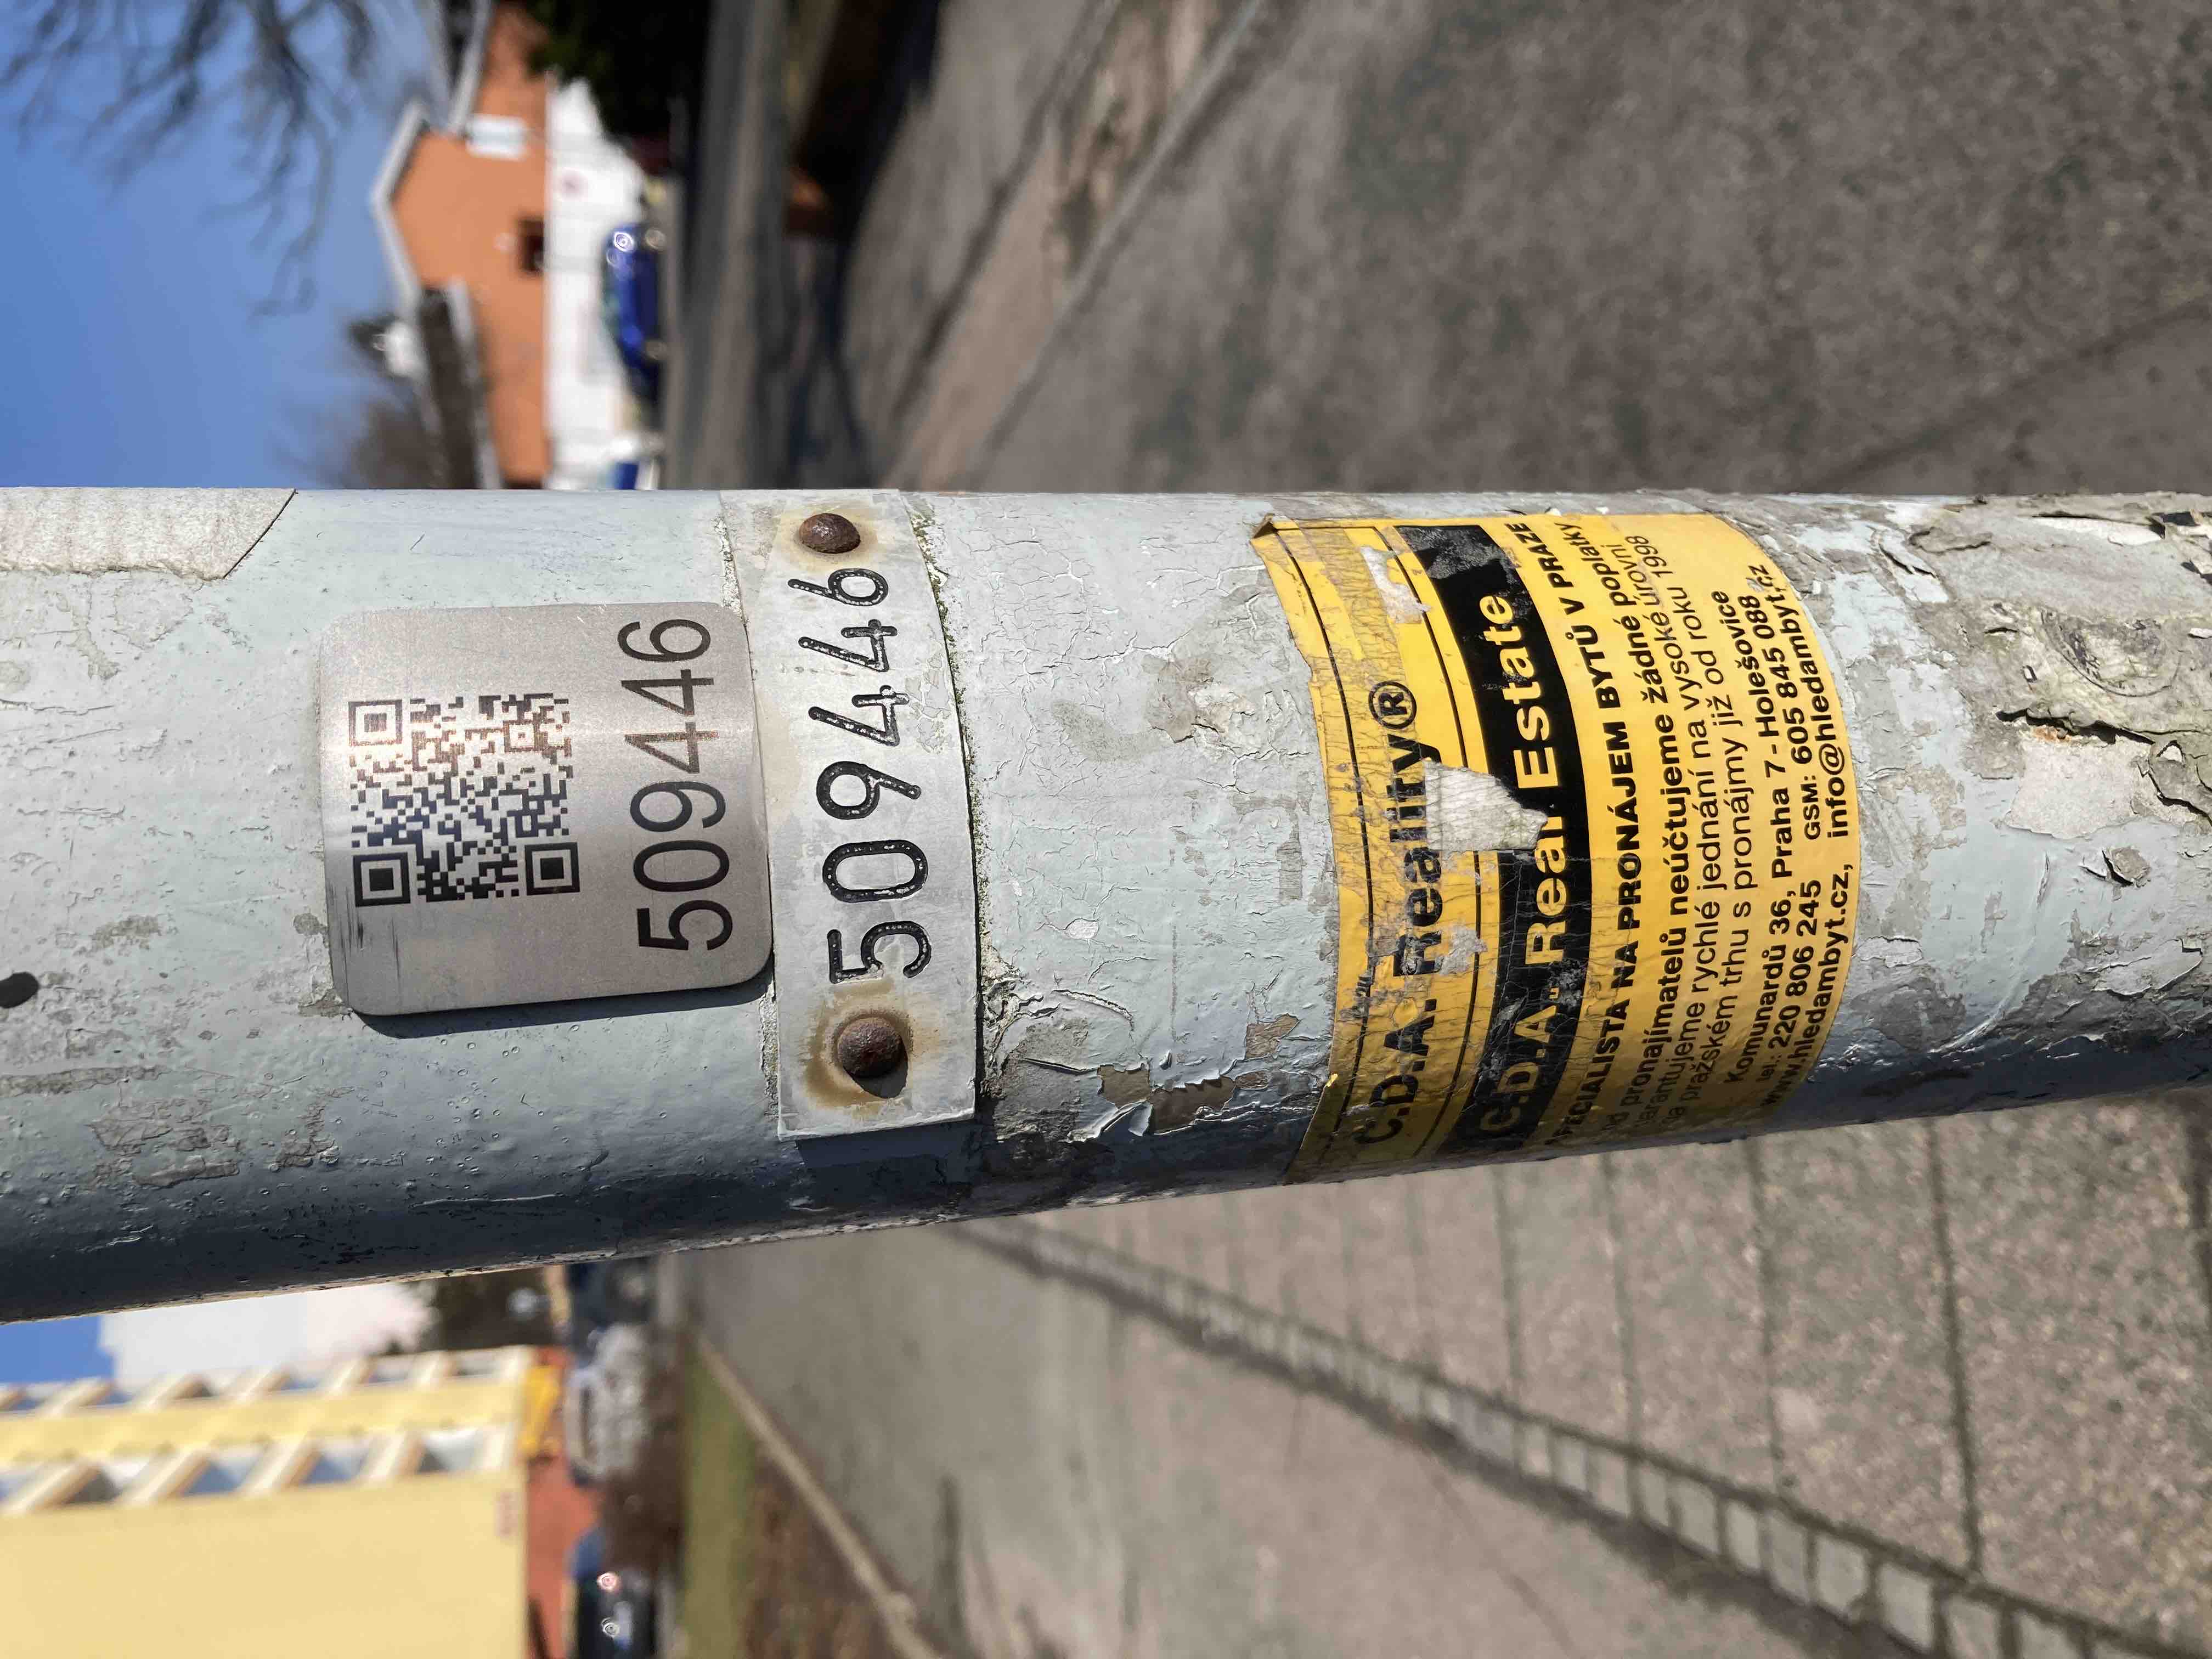 509446
509446
C.D.A. Reality®
C.D.A. Real Estate
SPECIALISTA NA PRONÁJEM BYTŮ V PRAZE
pronajímatelů neúčtujeme žádné poplatky
garantujeme rychlé jednání na vysoké úrovni
pražském trhu s pronájmy již od roku 1998
Komunardů 36, Praha 7 - Holešovice
tel.: 220 806 245 GSM: 605 845 088
www.hledambyt.cz, info@hledambyt.cz